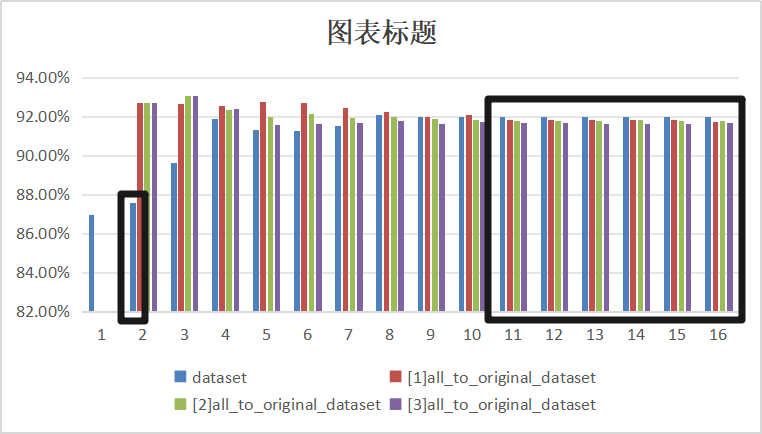 图表标题
94.00%
92.00%
90.00%
88.00%
86.00%
84.00%
82.00%
1 2 3 4 5 6 7 8 9 10 11 12 13 14 15 16
dataset [1]all_to_original_dataset
[2]all_to_original_dataset [3]all_to_original_dataset